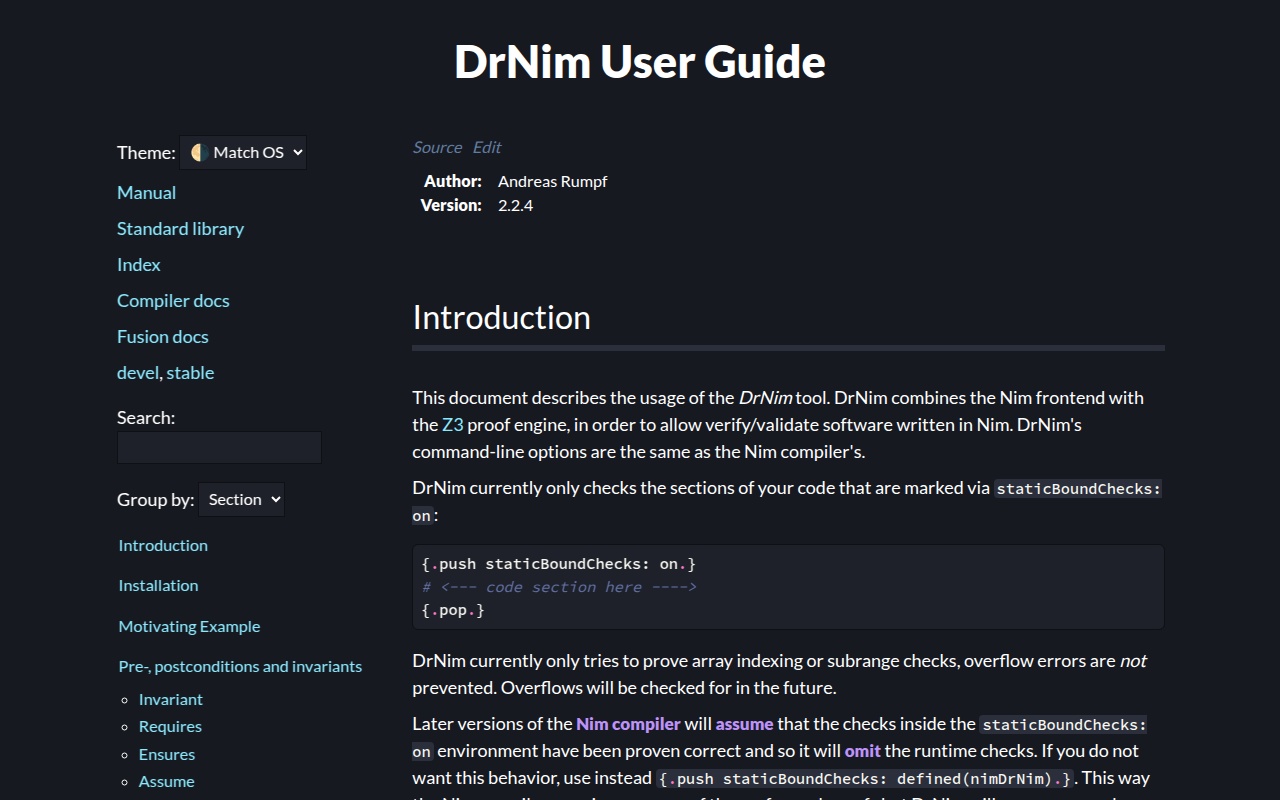 DrNim User Guide
Theme: 🌗 Match OS
Manual
Standard library
Index
Compiler docs
Fusion docs
devel, stable
Search:
Group by: Section
Introduction
Installation
Motivating Example
Pre-, postconditions and invariants
Invariant
Requires
Ensures
Assume
Source Edit
Author: Andreas Rumpf
Version: 2.2.4
Introduction
This document describes the usage of the DrNim tool. DrNim combines the Nim frontend with
the Z3 proof engine, in order to allow verify/validate software written in Nim. DrNim's
command-line options are the same as the Nim compiler's.
DrNim currently only checks the sections of your code that are marked via staticBoundChecks:
on:
{.push staticBoundChecks: on.}
# <--- code section here ---->
{.pop.}
DrNim currently only tries to prove array indexing or subrange checks, overflow errors are not
prevented. Overflows will be checked for in the future.
Later versions of the Nim compiler will assume that the checks inside the staticBoundChecks:
on environment have been proven correct and so it will omit the runtime checks. If you do not
want this behavior, use instead {.push staticBoundChecks: defined(nimDrNim).}. This way